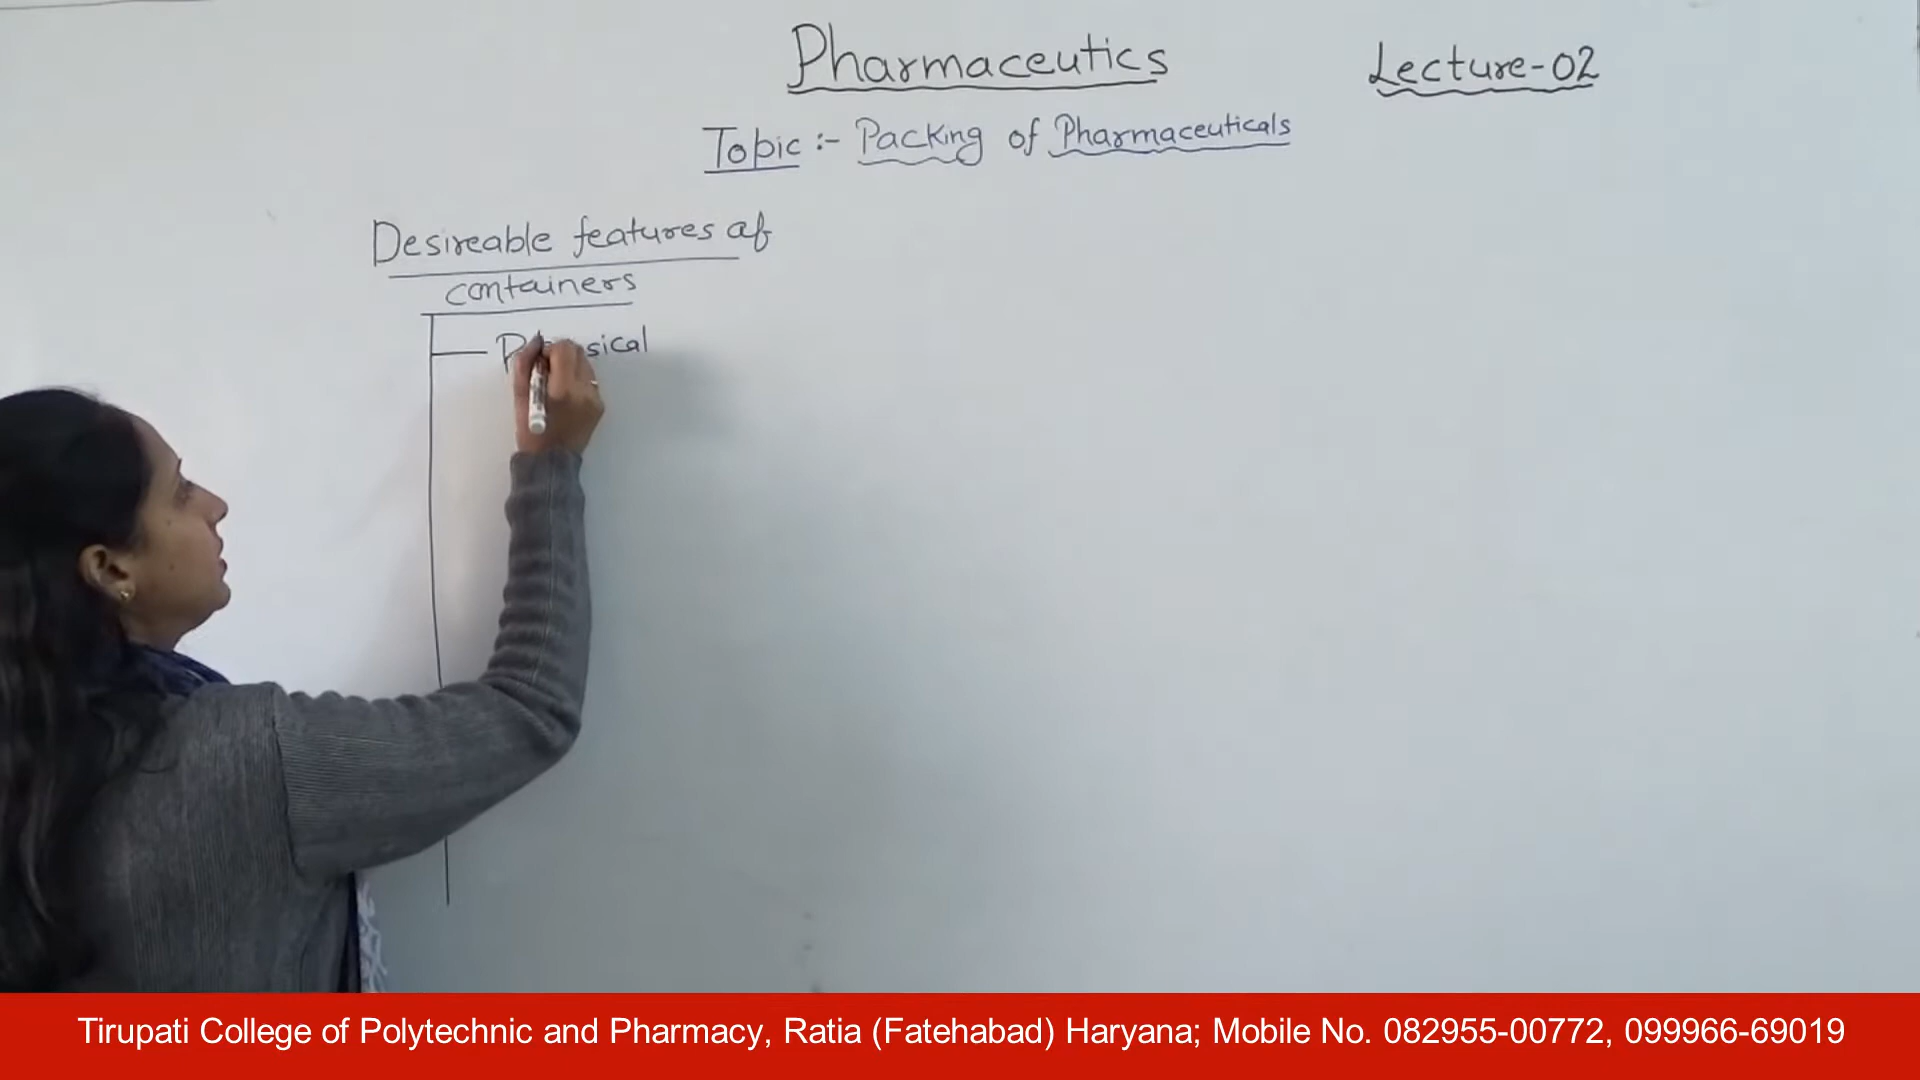 Pharmaceutics
Lecture-02
Topic :- Packing of Pharmaceuticals
Desireable features of
containers
Tirupati College of Polytechnic and Pharmacy, Ratia (Fatehabad) Haryana; Mobile No. 082955-00772, 099966-69019